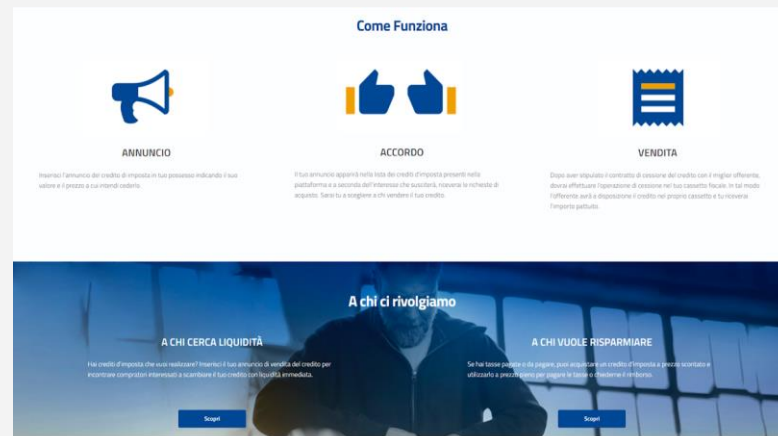 Come Funziona
ANNUNCIO
Inserisci l'annuncio del credito di imposta in tuo possesso indicando il suo
valore e il prezzo a cui intendi cederlo.
ACCORDO
Il tuo annuncio apparirà nella lista dei crediti d'imposta presenti nella
piattaforma e a seconda dell'interesse che susciterà, riceverai le richieste di
acquisto. Sarai tu a scegliere a chi vendere il tuo credito.
VENDITA
Dopo aver stipulato il contratto di cessione del credito con il miglior offerente,
dovrai effettuare l'operazione di cessione nel tuo cassetto fiscale. In tal modo
l'offerente avrà a disposizione il credito nel proprio cassetto e tu riceverai
l'importo pattuito.
A chi ci rivolgiamo
A CHI CERCA LIQUIDITÀ
Hai crediti d'imposta che vuoi realizzare? Inserisci il tuo annuncio di vendita del credito per
incontrare compratori interessati a scambiare il tuo credito con liquidità immediata.
Scopri
A CHI VUOLE RISPARMIARE
Se hai tasse pagate o da pagare, puoi acquistare un credito d'imposta a prezzo scontato e
utilizzarlo a prezzo pieno per pagare le tasse o chiederne il rimborso.
Scopri